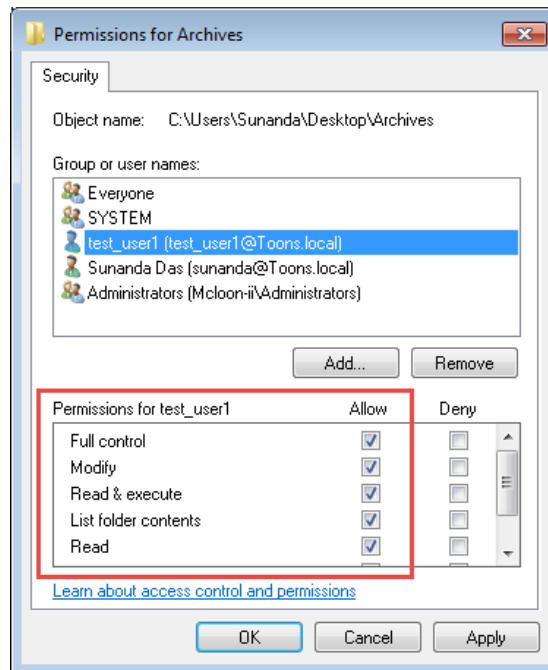 Permissions for Archives
Security
Object name: C:\Users\Sunanda\Desktop\Archives
Group or user names:
Everyone
SYSTEM
test_user1 (test_user1@Toons.local)
Sunanda Das (sunanda@Toons.local)
Administrators (Mcloon-ii\Administrators)
Add... Remove
Permissions for test_user1 Allow Deny
Full control
Modify
Read & execute
List folder contents
Read
Learn about access control and permissions
OK Cancel Apply